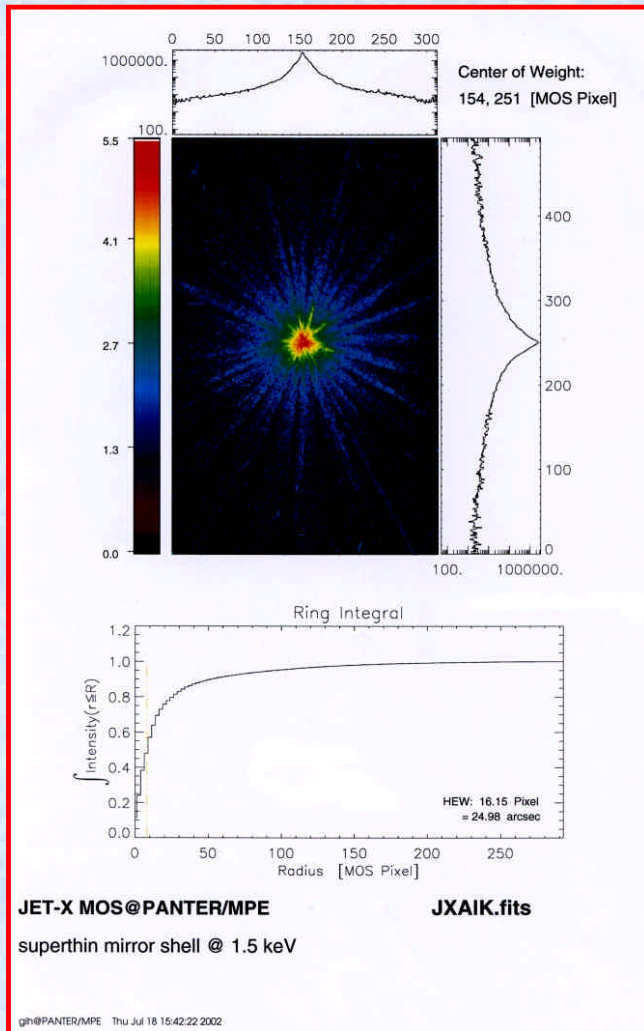 0 50 100 150 200 250 300
1000000.
100.
Center of Weight:
154, 251 [MOS Pixel]
5.5
4.1
2.7
1.3
0.0
400
300
200
100
0
100. 1000000.
Ring Integral
1.2
1.0
0.8
0.6
0.4
0.2
0.0
∫ Intensity(r≤R)
HEW: 16.15 Pixel
= 24.98 arcsec
0 50 100 150 200 250
Radius [MOS Pixel]
JET-X MOS@PANTER/MPE JXAIK.fits
superthin mirror shell @ 1.5 keV
glh@PANTER/MPE Thu Jul 18 15:42:22 2002